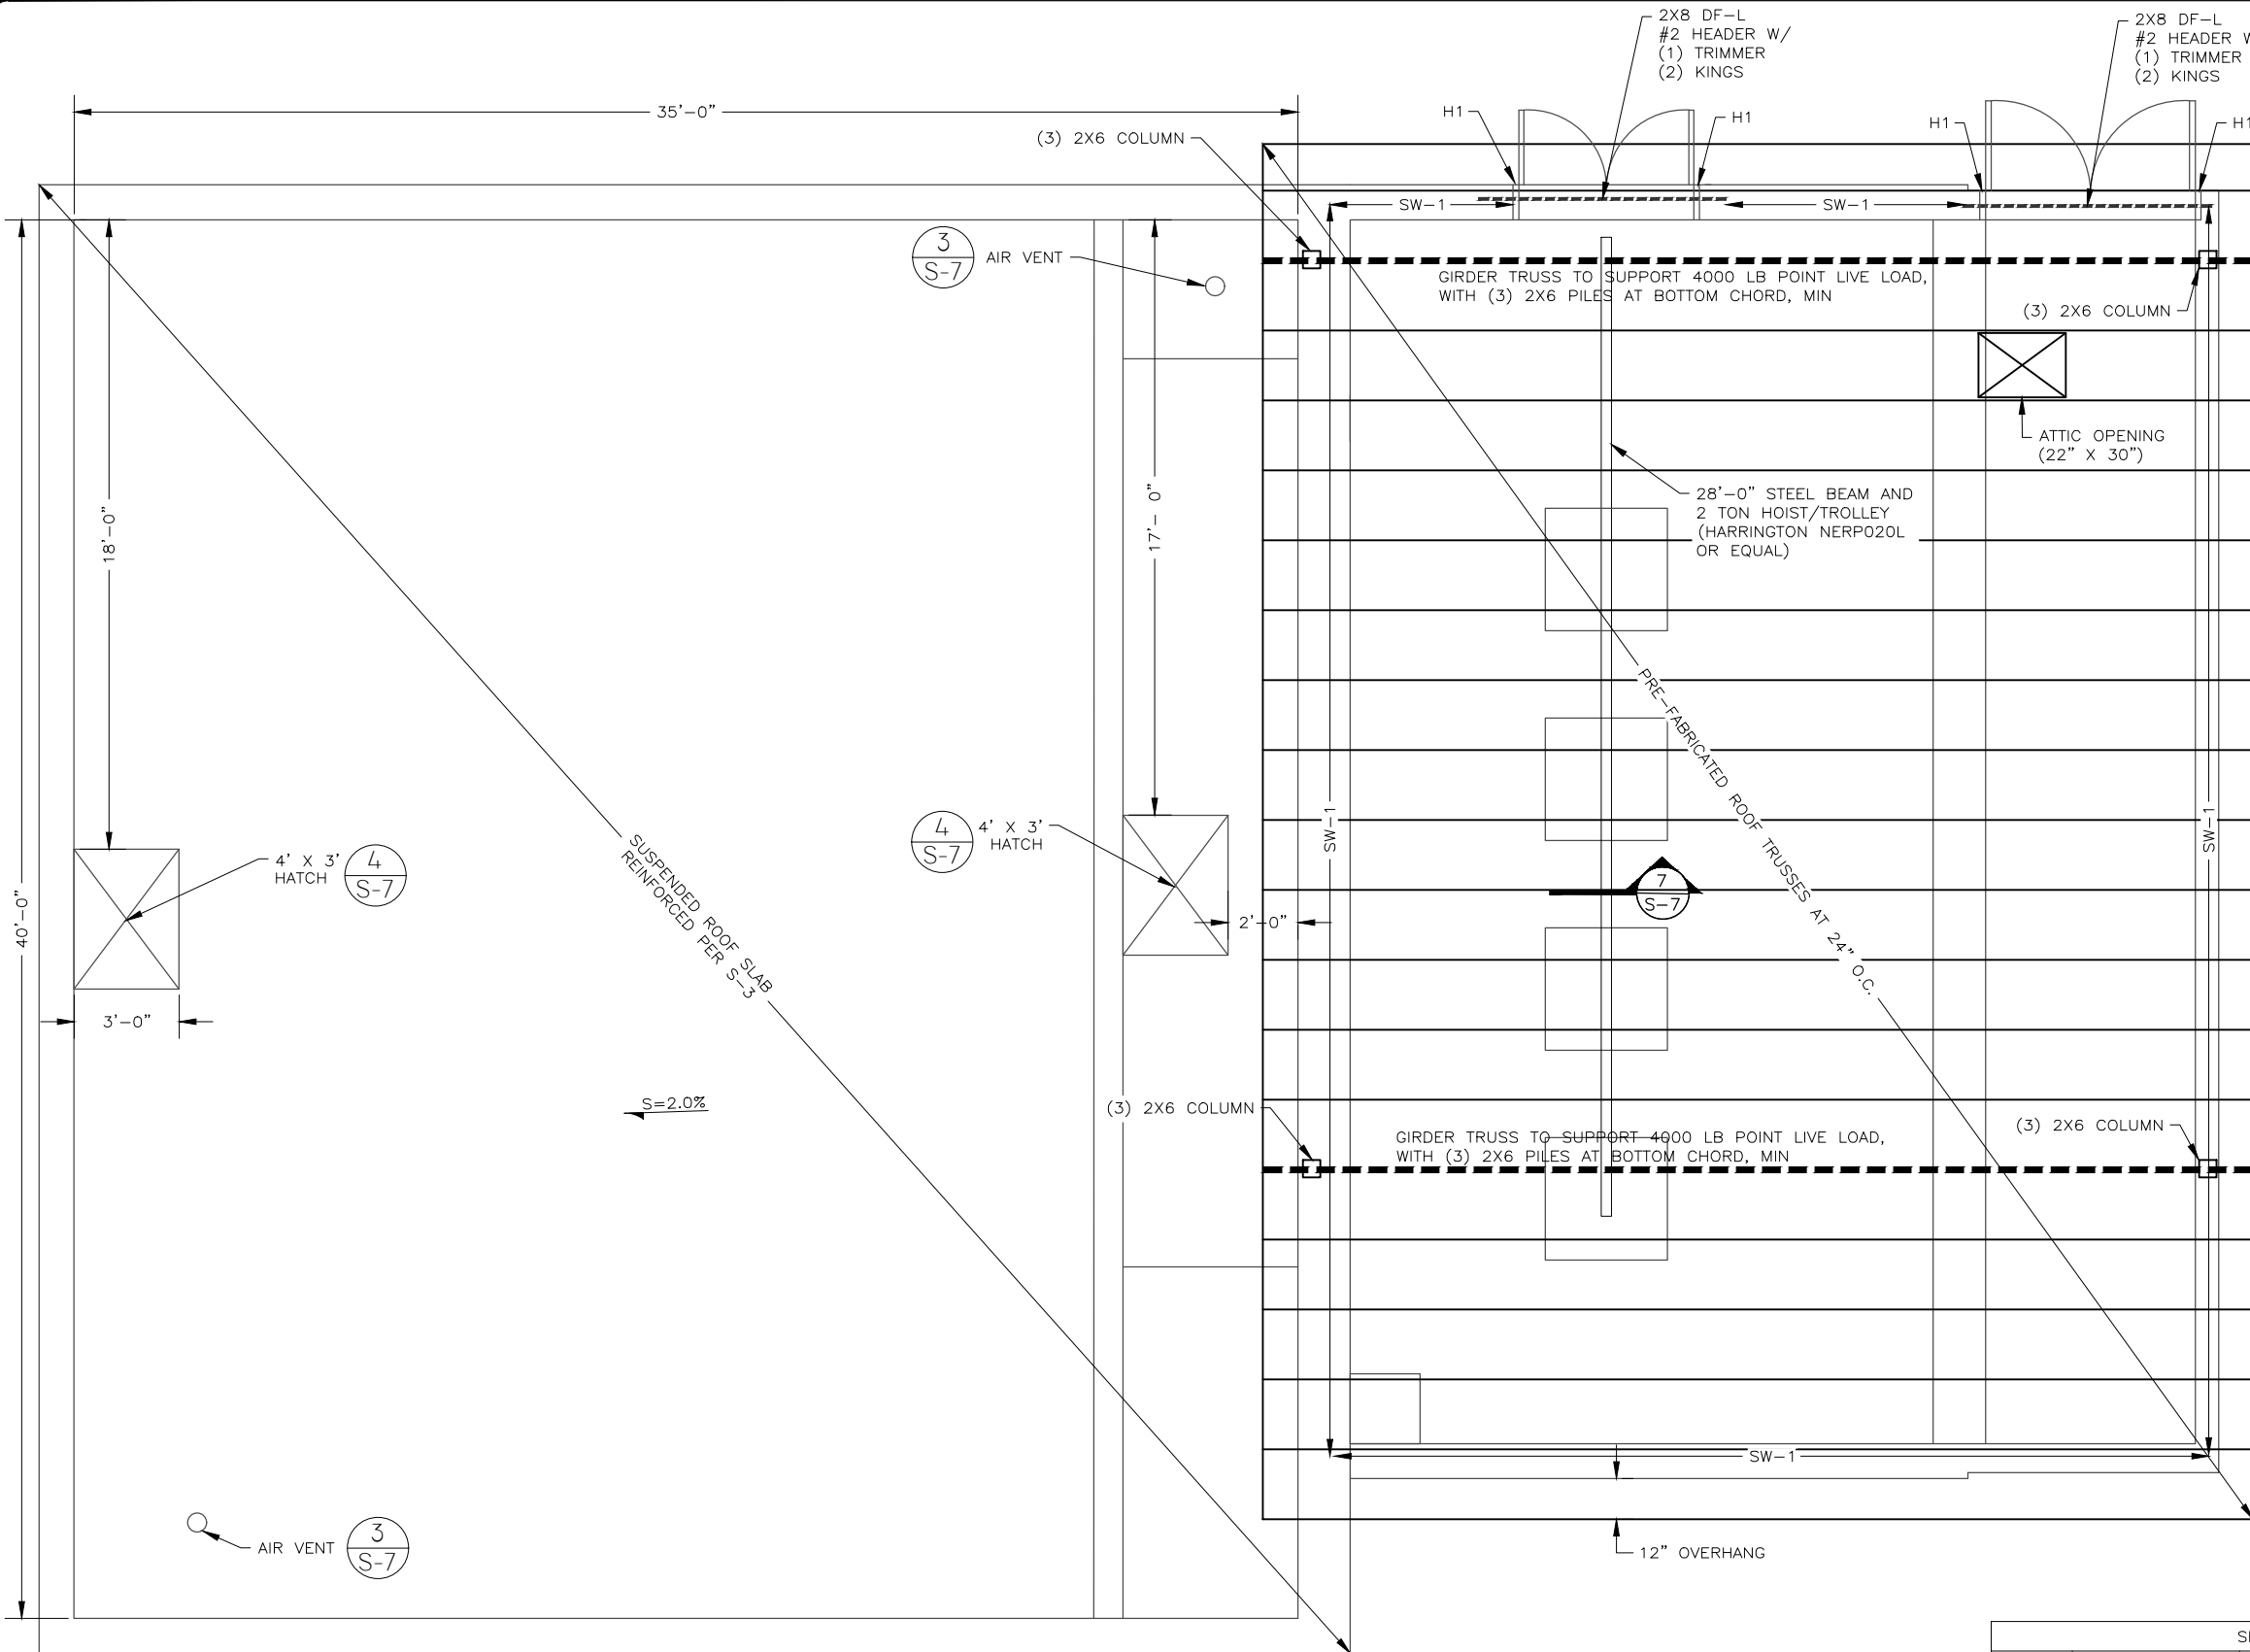 2X8 DF-L
#2 HEADER W/
(1) TRIMMER
(2) KINGS
2X8 DF-L
#2 HEADER
(1) TRIMMER
(2) KINGS
35'-0"
H1
H1
H1
H1
(3) 2X6 COLUMN
SW-1
SW-1
3
S-7
AIR VENT
GIRDER TRUSS TO SUPPORT 4000 LB POINT LIVE LOAD,
WITH (3) 2X6 PILES AT BOTTOM CHORD, MIN
(3) 2X6 COLUMN
ATTIC OPENING
(22" X 30")
18'-0"
17'- 0"
28'-0" STEEL BEAM AND
2 TON HOIST/TROLLEY
(HARRINGTON NERP020L
OR EQUAL)
PRE-FABRICATED ROOF TRUSSES AT 24" O.C.
4' X 3'
HATCH
4
S-7
4
S-7
4' X 3'
HATCH
SW-1
SW-1
7
S-7
40'-0"
SUSPENDED ROOF SLAB
REINFORCED PER S-3
2'-0"
3'-0"
S=2.0%
(3) 2X6 COLUMN
GIRDER TRUSS TO SUPPORT 4000 LB POINT LIVE LOAD,
WITH (3) 2X6 PILES AT BOTTOM CHORD, MIN
(3) 2X6 COLUMN
SW-1
AIR VENT
3
S-7
12" OVERHANG